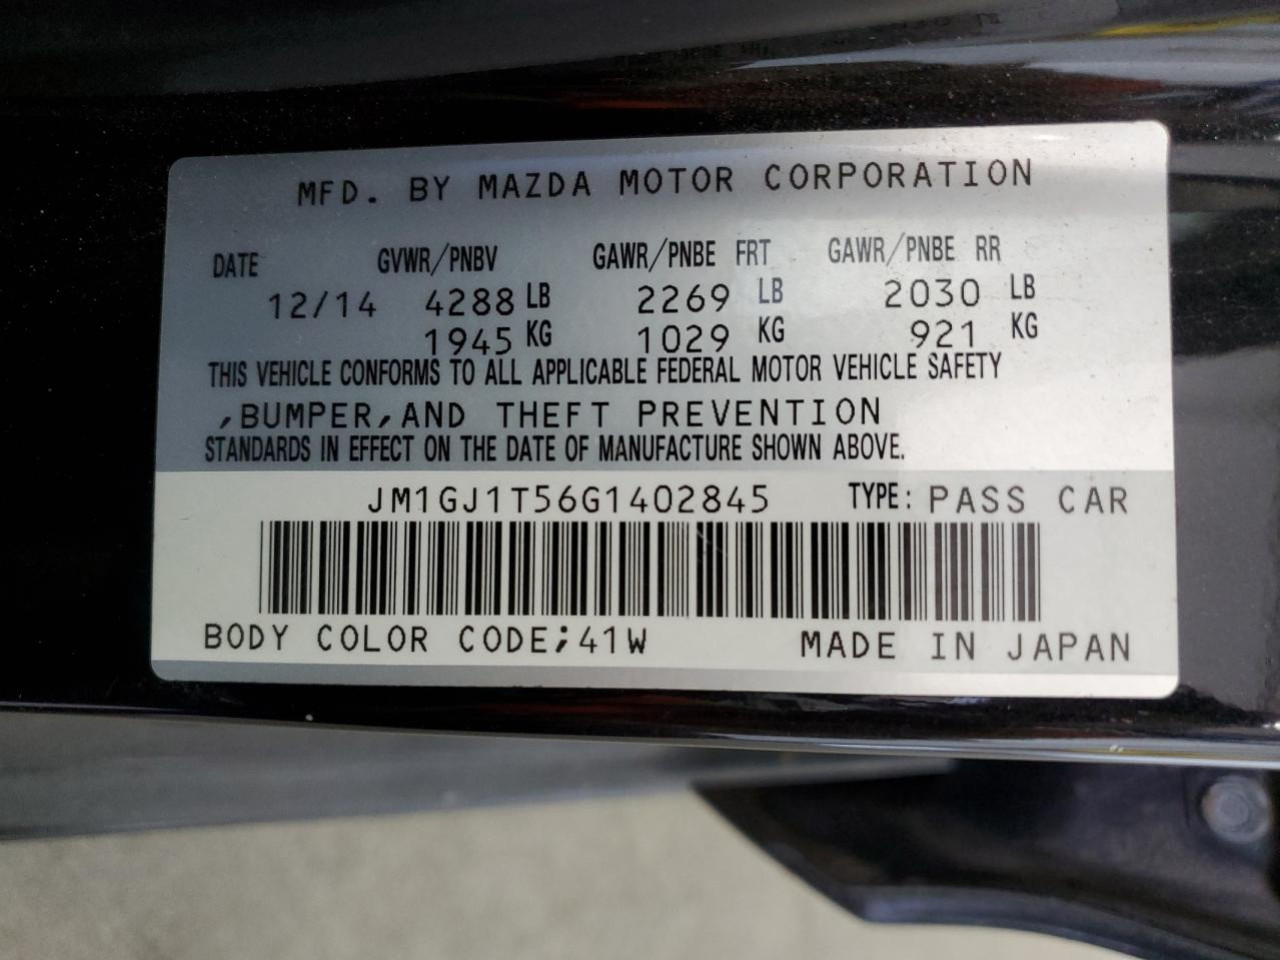 MFD. BY MAZDA MOTOR CORPORATION
DATE GVWR/PNBV GAWR/PNBE FRT GAWR/PNBE RR
12/14 4288 LB 2269 LB 2030 LB
1945 KG 1029 KG 921 KG
THIS VEHICLE CONFORMS TO ALL APPLICABLE FEDERAL MOTOR VEHICLE SAFETY
,BUMPER,AND THEFT PREVENTION
STANDARDS IN EFFECT ON THE DATE OF MANUFACTURE SHOWN ABOVE.
JM1GJ1T56G1402845 TYPE: PASS CAR
BODY COLOR CODE;41W MADE IN JAPAN